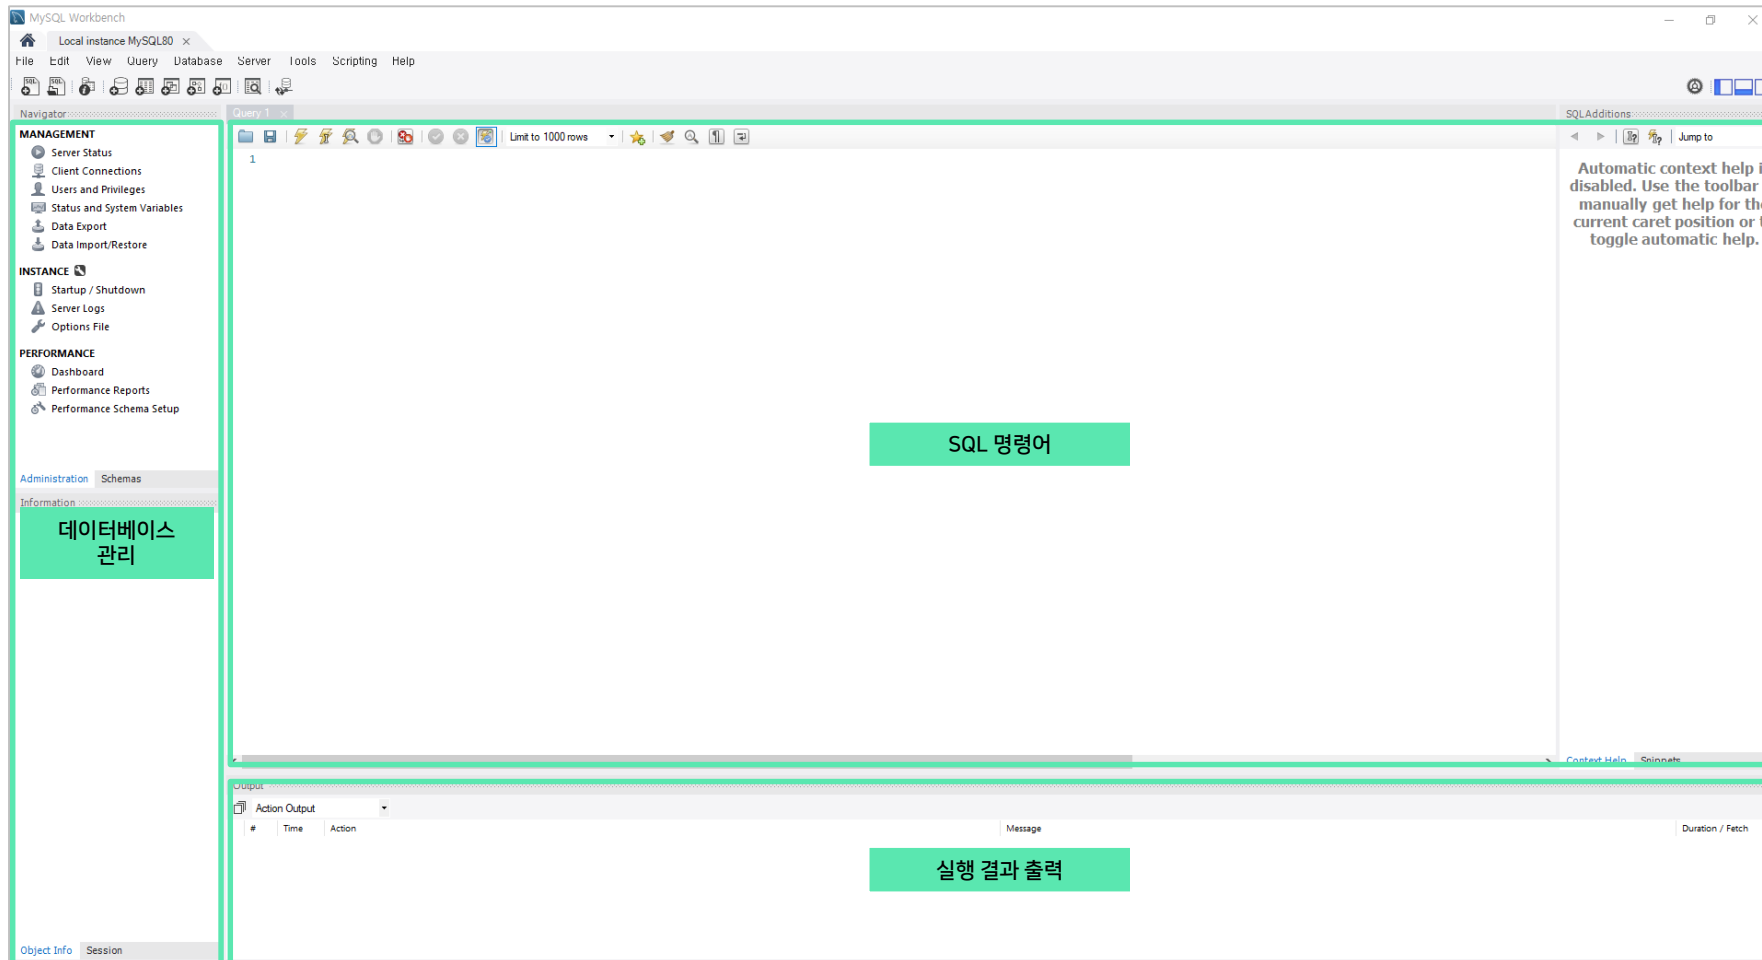 MySQL Workbench
Local instance MySQL80
File Edit View Query Database Server Tools Scripting Help
Navigator
MANAGEMENT
Server Status
Client Connections
Users and Privileges
Status and System Variables
Data Export
Data Import/Restore
INSTANCE
Startup / Shutdown
Server Logs
Options File
PERFORMANCE
Dashboard
Performance Reports
Performance Schema Setup
Administration Schemas
Information
데이터베이스
관리
Object Info Session
Query 1
Limit to 1000 rows
1
SQL 명령어
SQLAdditions
Jump to
Automatic context help i
disabled. Use the toolbar
manually get help for the
current caret position or t
toggle automatic help.
Context Help Snippets
Output
Action Output
# Time Action Message Duration / Fetch
실행 결과 출력